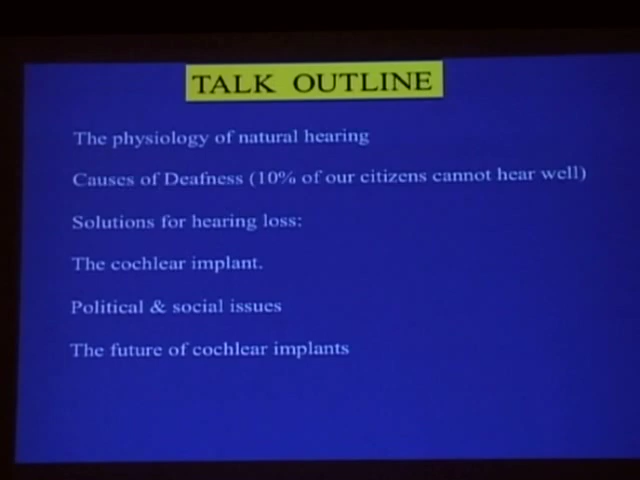 TALK OUTLINE
The physiology of natural hearing
Causes of Deafness (10% of our citizens cannot hear well)
Solutions for hearing loss:
The cochlear implant.
Political & social issues
The future of cochlear implants